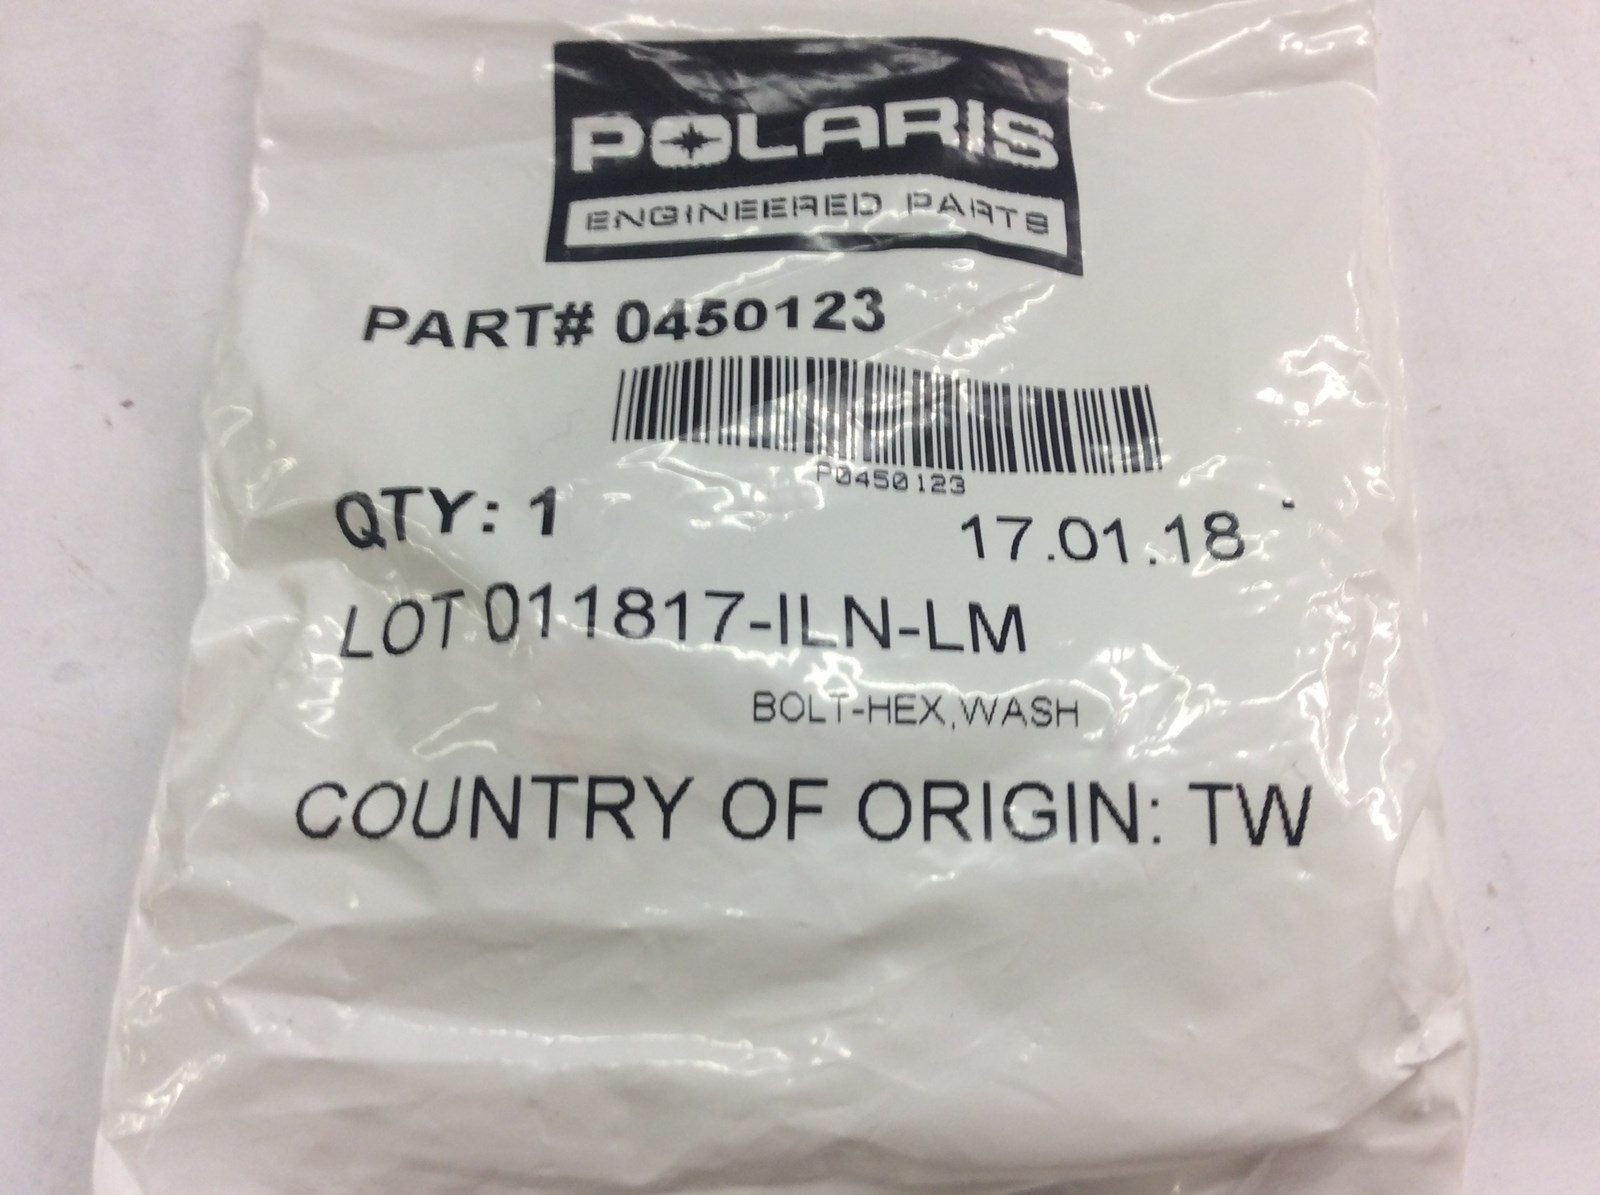 POLARIS
ENGINEERED PARTS
PART# 0450123
P0450123
QTY: 1
17.01.18
LOT 011817-ILN-LM
BOLT-HEX,WASH
COUNTRY OF ORIGIN: TW